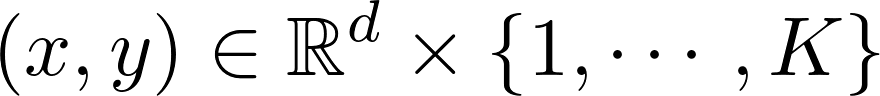 (x, y) ∈ ℝ^d × {1, ⋯ , K}